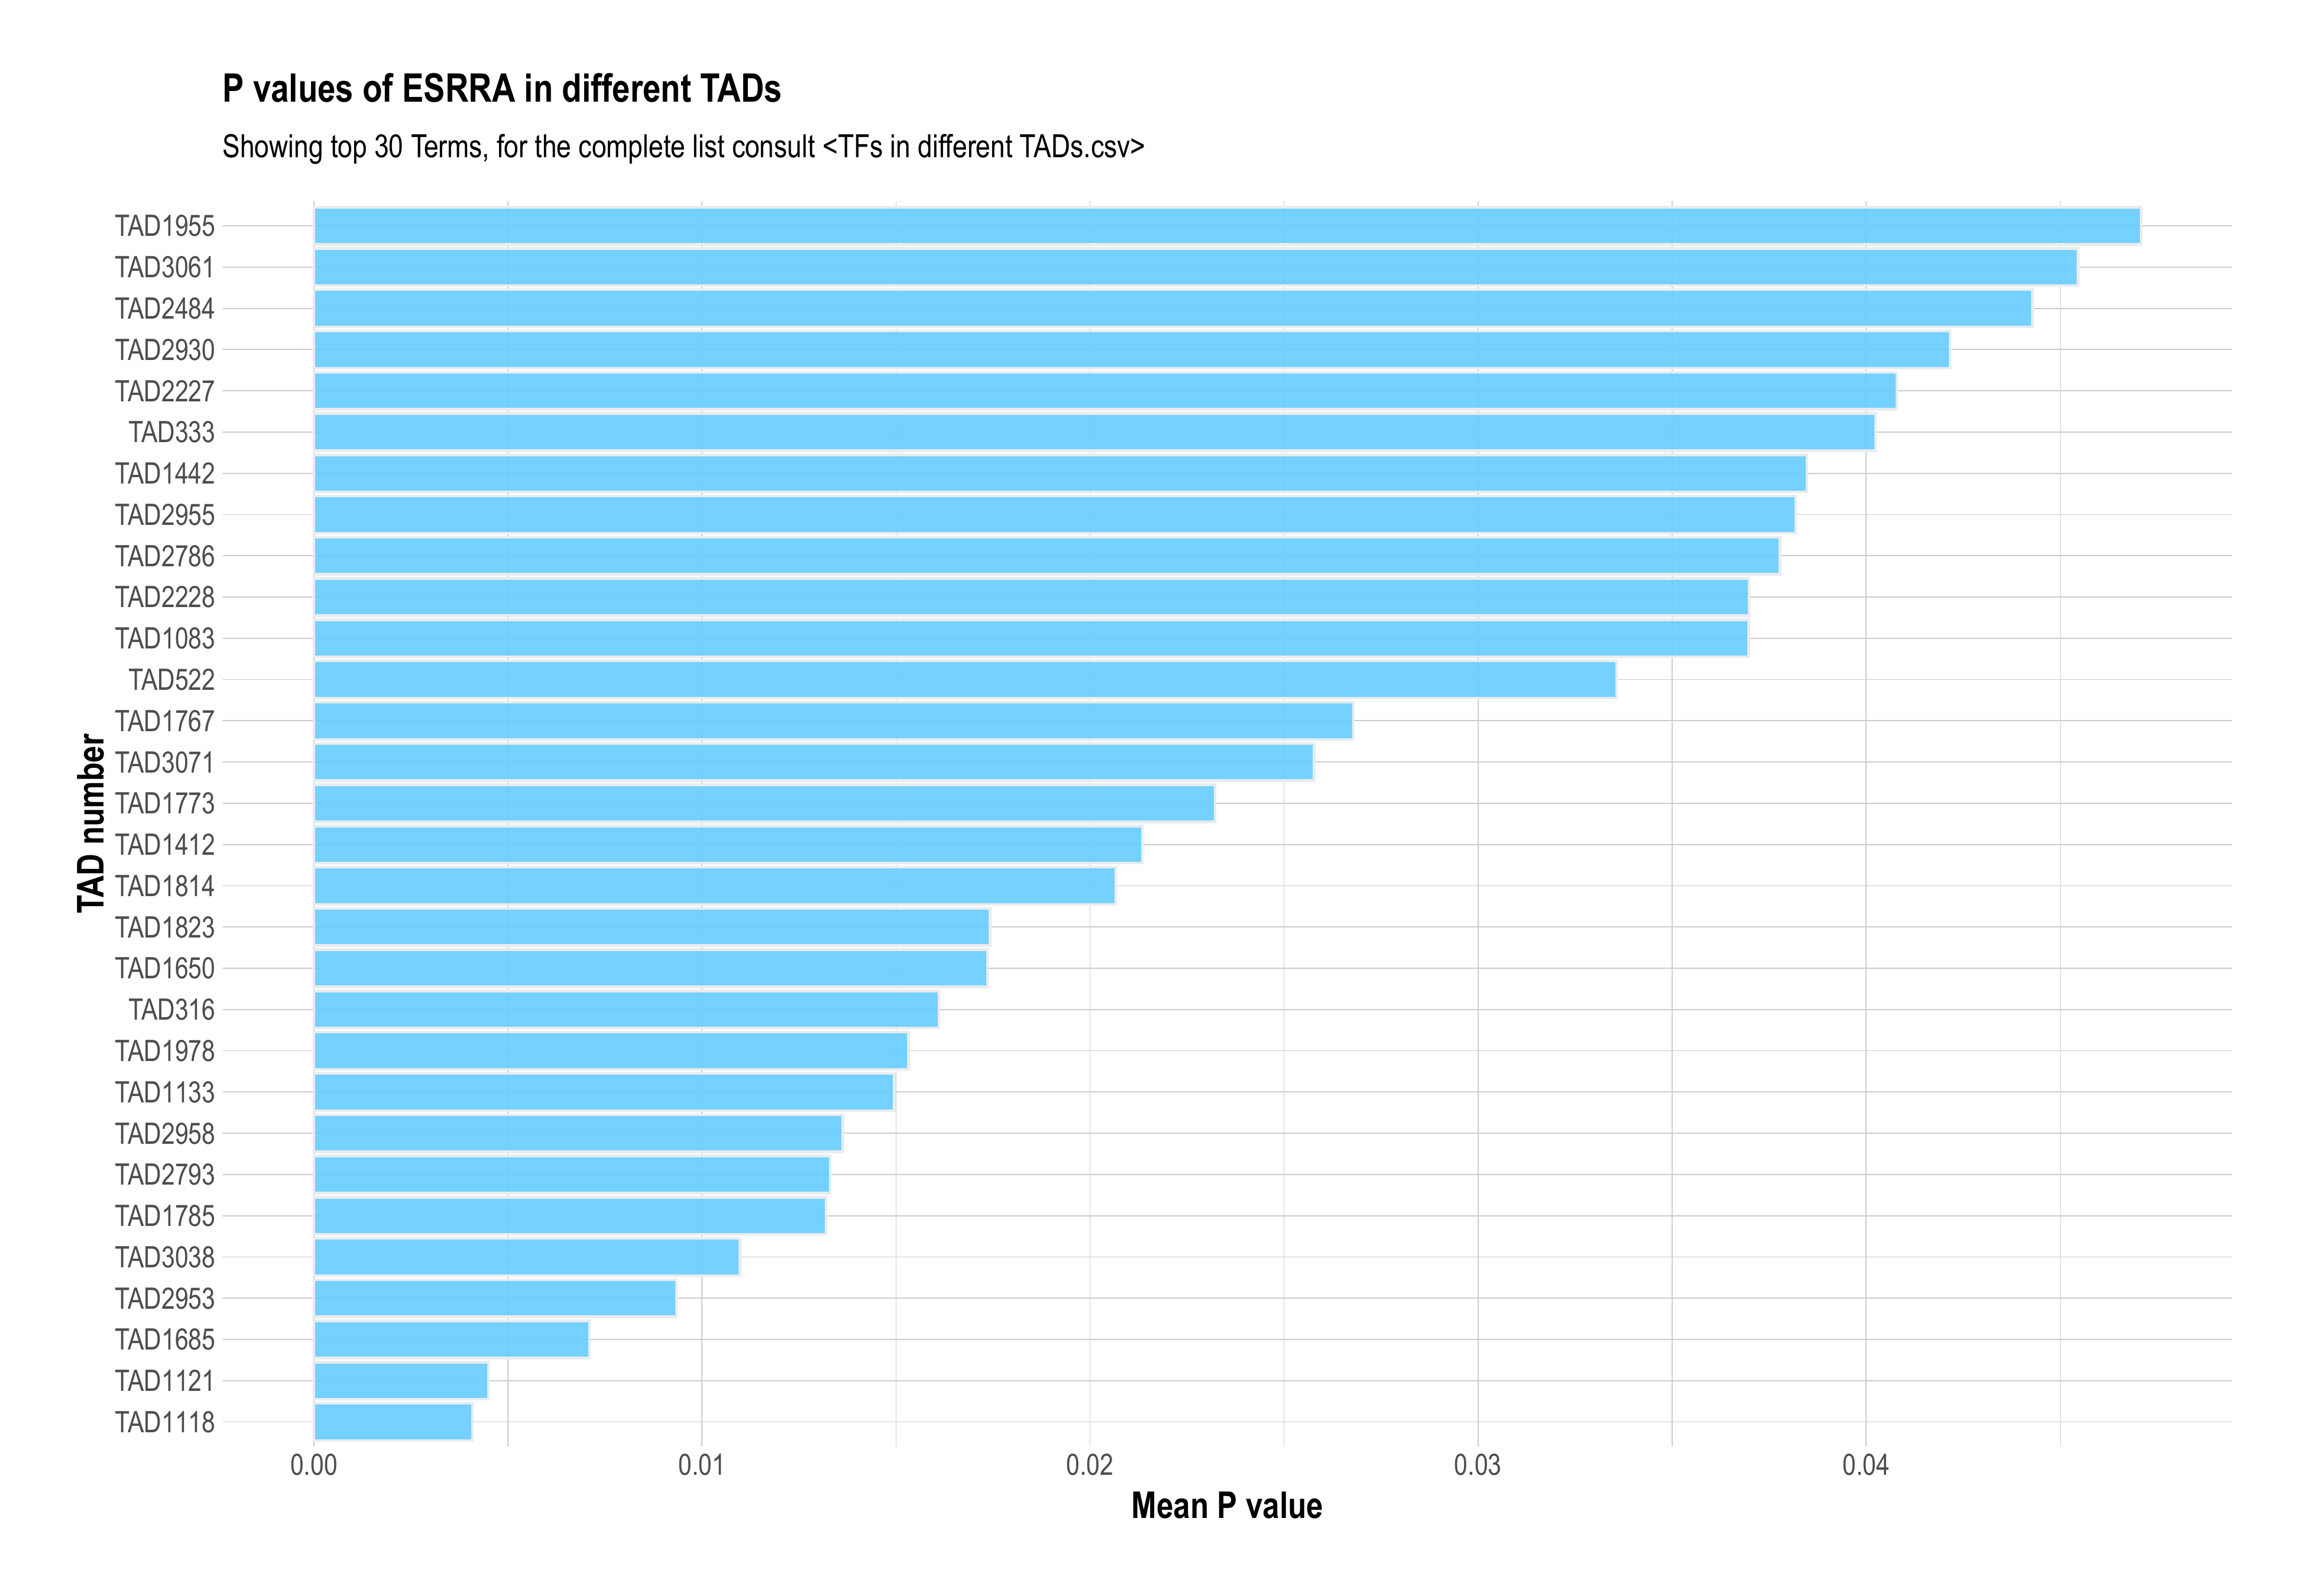 P values of ESRRA in different TADs
Showing top 30 Terms, for the complete list consult <TFs in different TADs.csv>
TAD number
TAD1955
TAD3061
TAD2484
TAD2930
TAD2227
TAD333
TAD1442
TAD2955
TAD2786
TAD2228
TAD1083
TAD522
TAD1767
TAD3071
TAD1773
TAD1412
TAD1814
TAD1823
TAD1650
TAD316
TAD1978
TAD1133
TAD2958
TAD2793
TAD1785
TAD3038
TAD2953
TAD1685
TAD1121
TAD1118
0.00 0.01 0.02 0.03 0.04
Mean P value